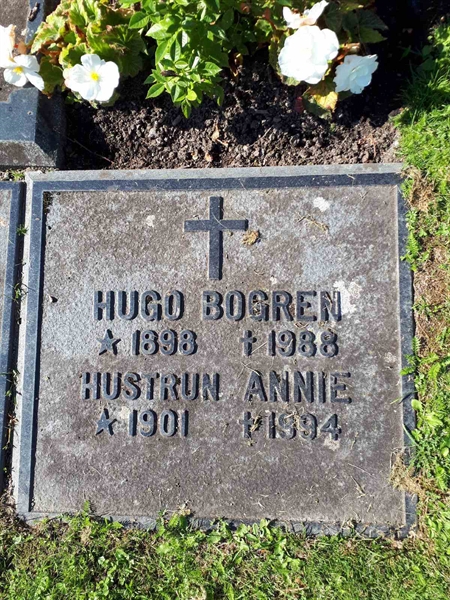 HUGO BOGREN
★ 1898 † 1988
HUSTRUN ANNIE
★ 1901 † 1994